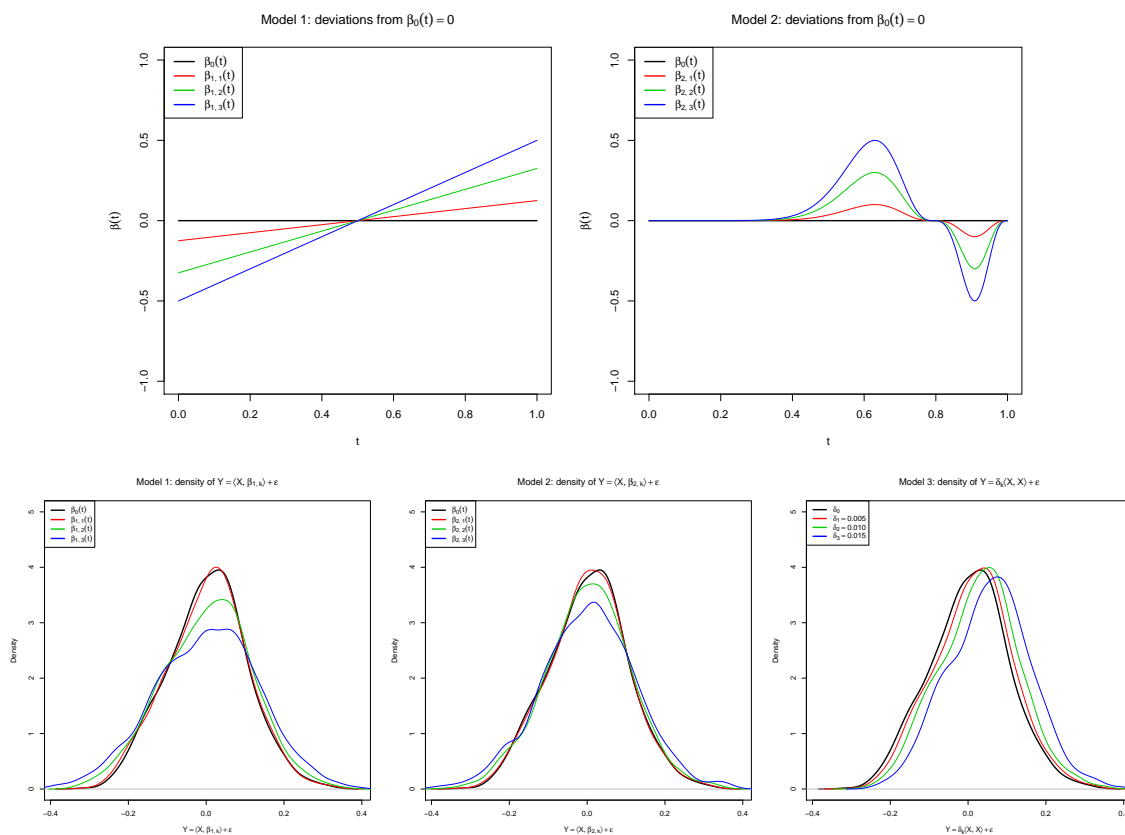 Model 1: deviations from β₀(t) = 0
β₀(t)
β₁,₁(t)
β₁,₂(t)
β₁,₃(t)
β(t)
1.0
0.5
0.0
−0.5
−1.0
0.0 0.2 0.4 0.6 0.8 1.0
t
Model 2: deviations from β₀(t) = 0
β₀(t)
β₂,₁(t)
β₂,₂(t)
β₂,₃(t)
β(t)
1.0
0.5
0.0
−0.5
−1.0
0.0 0.2 0.4 0.6 0.8 1.0
t
Model 1: density of Y = ⟨X, β₁,ₖ⟩ + ε
β₀(t)
β₁,₁(t)
β₁,₂(t)
β₁,₃(t)
Density
5
4
3
2
1
0
−0.4 −0.2 0.0 0.2 0.4
Y = ⟨X, β₁,ₖ⟩ + ε
Model 2: density of Y = ⟨X, β₂,ₖ⟩ + ε
β₀(t)
β₂,₁(t)
β₂,₂(t)
β₂,₃(t)
Density
5
4
3
2
1
0
−0.4 −0.2 0.0 0.2 0.4
Y = ⟨X, β₂,ₖ⟩ + ε
Model 3: density of Y = δₖ⟨X, X⟩ + ε
δ₀
δ₁ = 0.005
δ₂ = 0.010
δ₃ = 0.015
Density
5
4
3
2
1
0
−0.4 −0.2 0.0 0.2 0.4
Y = δₖ⟨X, X⟩ + ε